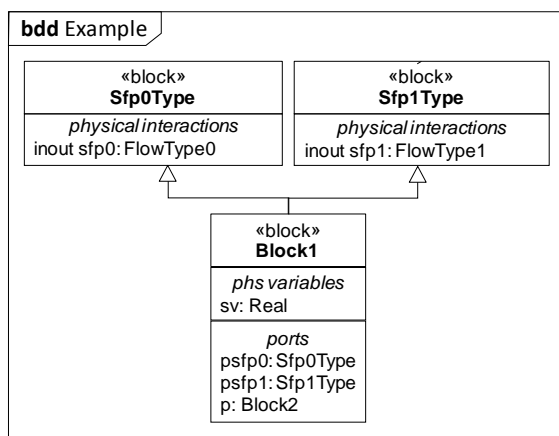 bdd Example
«block»
Sfp0Type
physical interactions
inout sfp0: FlowType0
«block»
Sfp1Type
physical interactions
inout sfp1: FlowType1
«block»
Block1
phs variables
sv: Real
ports
psfp0: Sfp0Type
psfp1: Sfp1Type
p: Block2